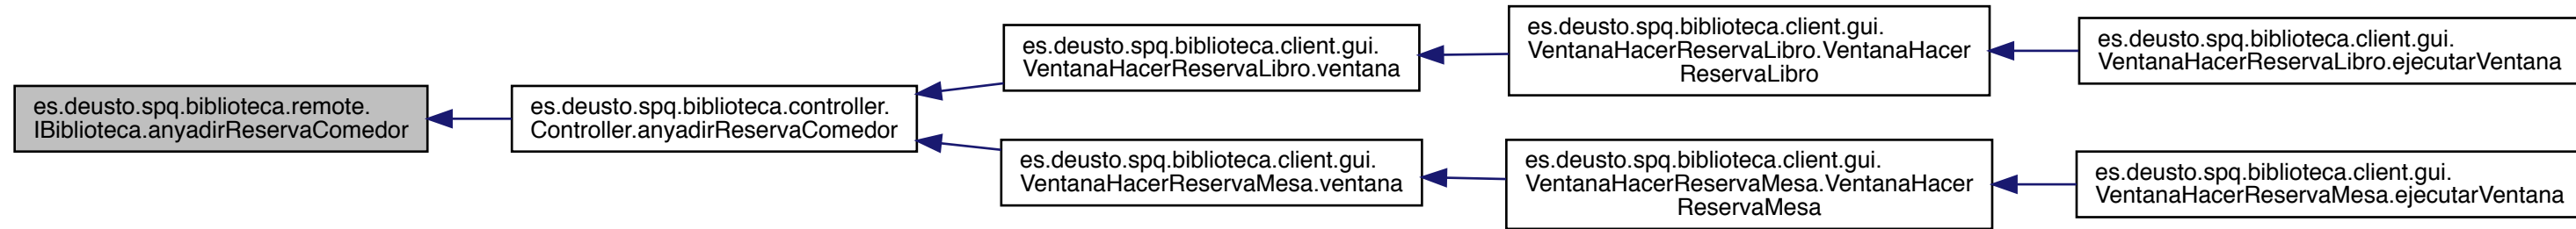 es.deusto.spq.biblioteca.remote.
IBiblioteca.anyadirReservaComedor
es.deusto.spq.biblioteca.controller.
Controller.anyadirReservaComedor
es.deusto.spq.biblioteca.client.gui.
VentanaHacerReservaLibro.ventana
es.deusto.spq.biblioteca.client.gui.
VentanaHacerReservaLibro.VentanaHacer
ReservaLibro
es.deusto.spq.biblioteca.client.gui.
VentanaHacerReservaLibro.ejecutarVentana
es.deusto.spq.biblioteca.client.gui.
VentanaHacerReservaMesa.ventana
es.deusto.spq.biblioteca.client.gui.
VentanaHacerReservaMesa.VentanaHacer
ReservaMesa
es.deusto.spq.biblioteca.client.gui.
VentanaHacerReservaMesa.ejecutarVentana